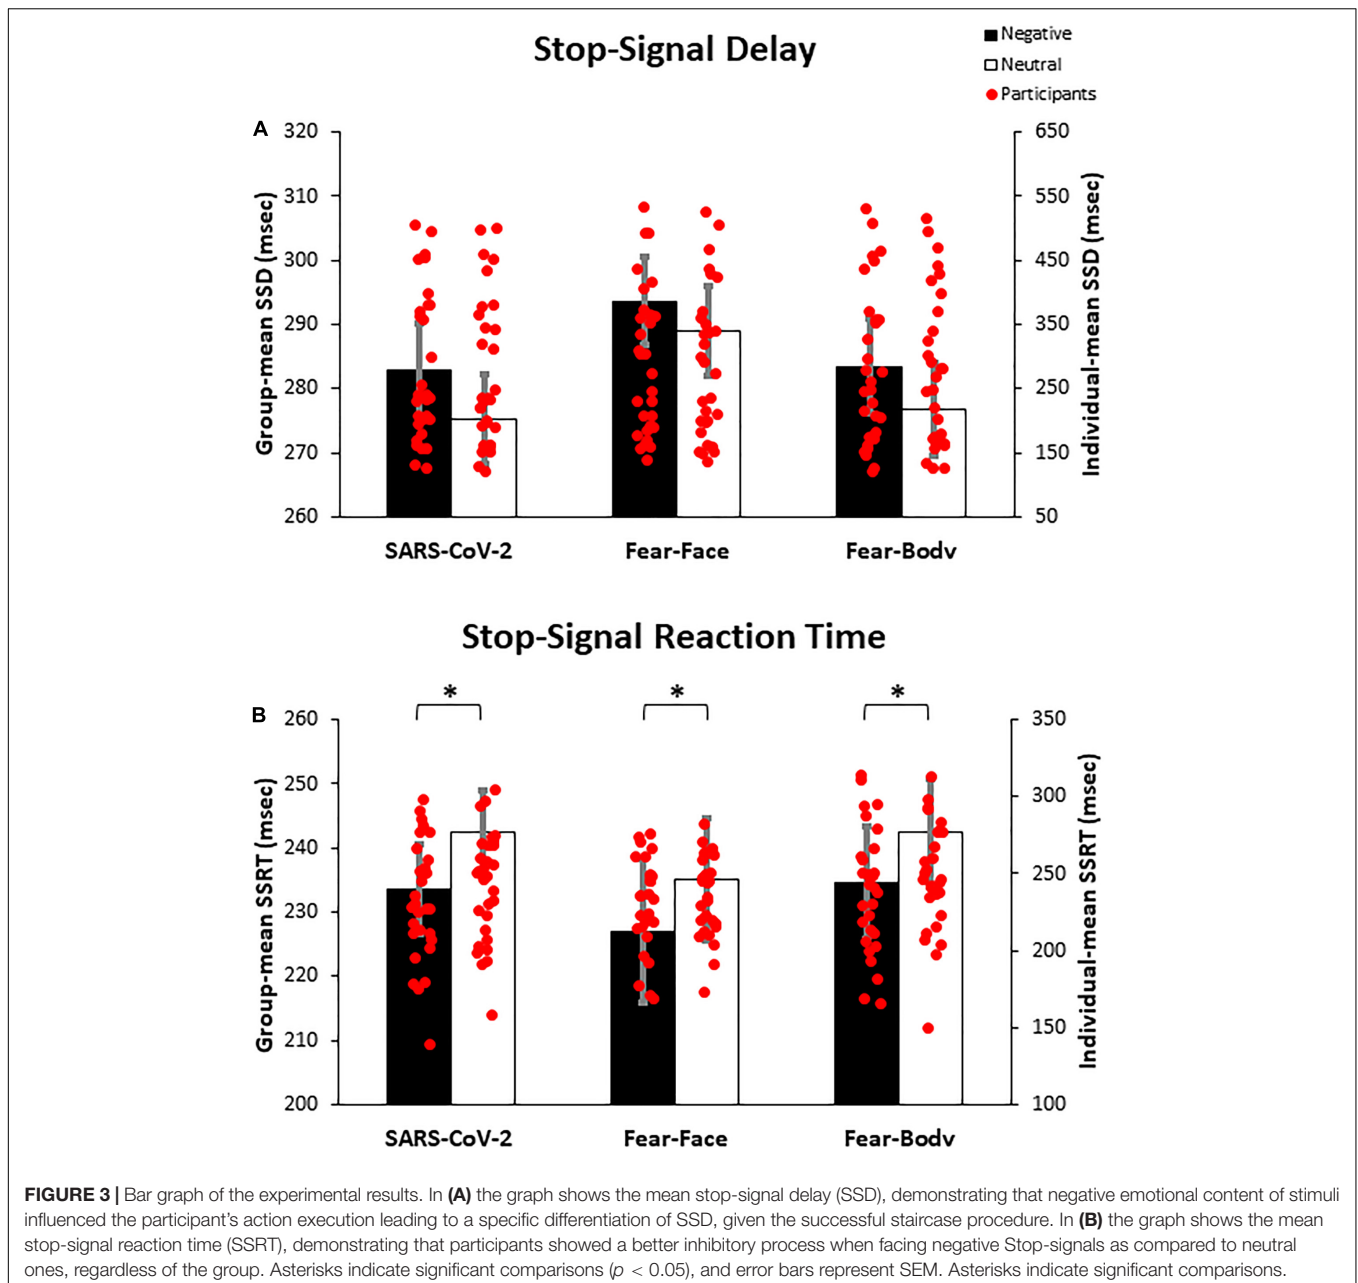 Stop-Signal Delay
Negative
Neutral
Participants
A
320
310
300
290
280
270
260
Group-mean SSD (msec)
650
550
450
350
250
150
50
Individual-mean SSD (msec)
SARS-CoV-2
Fear-Face
Fear-Bodv
Stop-Signal Reaction Time
* * *
B
260
250
240
230
220
210
200
Group-mean SSRT (msec)
350
300
250
200
150
100
Individual-mean SSRT (msec)
SARS-CoV-2
Fear-Face
Fear-Bodv
FIGURE 3 | Bar graph of the experimental results. In (A) the graph shows the mean stop-signal delay (SSD), demonstrating that negative emotional content of stimuli
influenced the participant's action execution leading to a specific differentiation of SSD, given the successful staircase procedure. In (B) the graph shows the mean
stop-signal reaction time (SSRT), demonstrating that participants showed a better inhibitory process when facing negative Stop-signals as compared to neutral
ones, regardless of the group. Asterisks indicate significant comparisons (p < 0.05), and error bars represent SEM. Asterisks indicate significant comparisons.